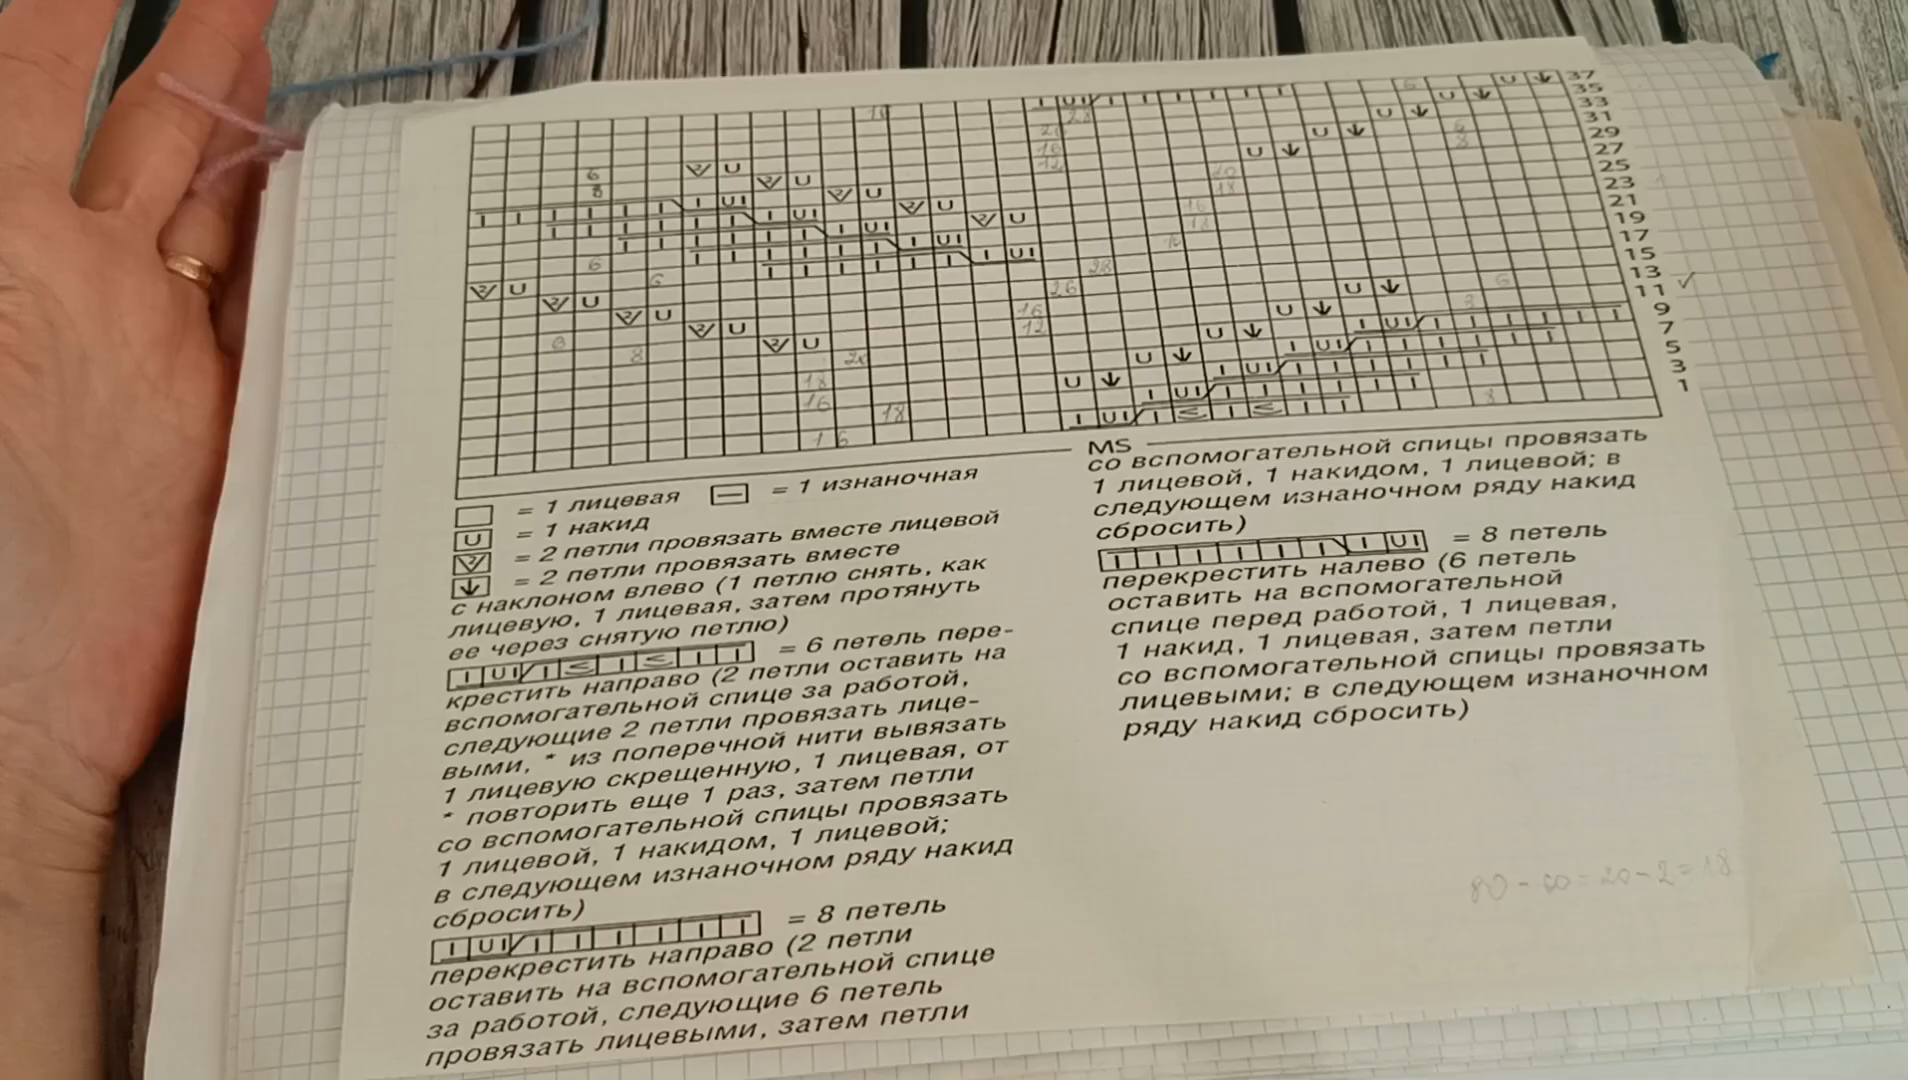 37
35
33
31
29
27
25
23
21
19
17
15
13
11
9
7
5
3
1
MS
= 1 лицевая = 1 изнаночная
= 1 накид
= 2 петли провязать вместе лицевой
= 2 петли провязать вместе
с наклоном влево (1 петлю снять, как
лицевую, 1 лицевая, затем протянуть
ее через снятую петлю)
= 6 петель пере-
крестить направо (2 петли оставить на
вспомогательной спице за работой,
следующие 2 петли провязать лице-
выми, * из поперечной нити вывязать
1 лицевую скрещенную, 1 лицевая, от
* повторить еще 1 раз, затем петли
со вспомогательной спицы провязать
1 лицевой, 1 накидом, 1 лицевой;
в следующем изнаночном ряду накид
сбросить)
= 8 петель
перекрестить направо (2 петли
оставить на вспомогательной спице
за работой, следующие 6 петель
провязать лицевыми, затем петли
со вспомогательной спицы провязать
1 лицевой, 1 накидом, 1 лицевой; в
следующем изнаночном ряду накид
сбросить)
= 8 петель
перекрестить налево (6 петель
оставить на вспомогательной
спице перед работой, 1 лицевая,
1 накид, 1 лицевая, затем петли
со вспомогательной спицы провязать
лицевыми; в следующем изнаночном
ряду накид сбросить)